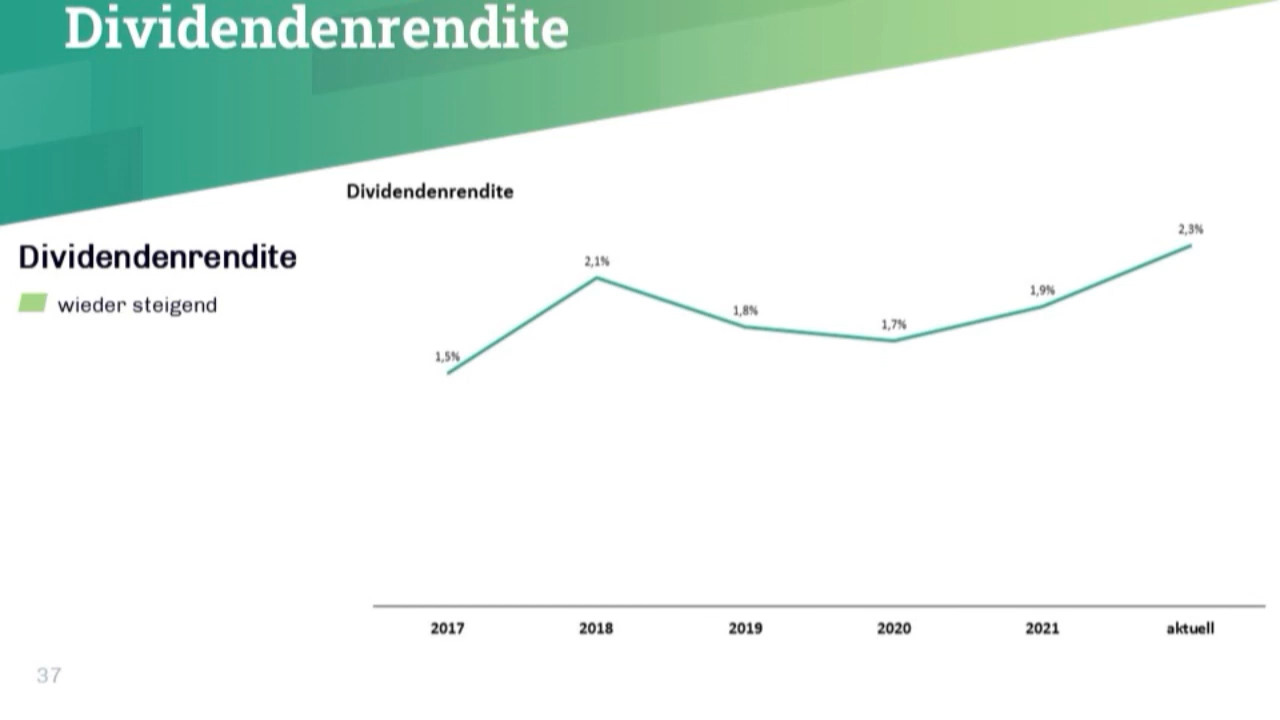 Dividendenrendite
Dividendenrendite
Dividendenrendite
wieder steigend
2,3%
2,1%
1,9%
1,8%
1,7%
1,5%
2017 2018 2019 2020 2021 aktuell
37